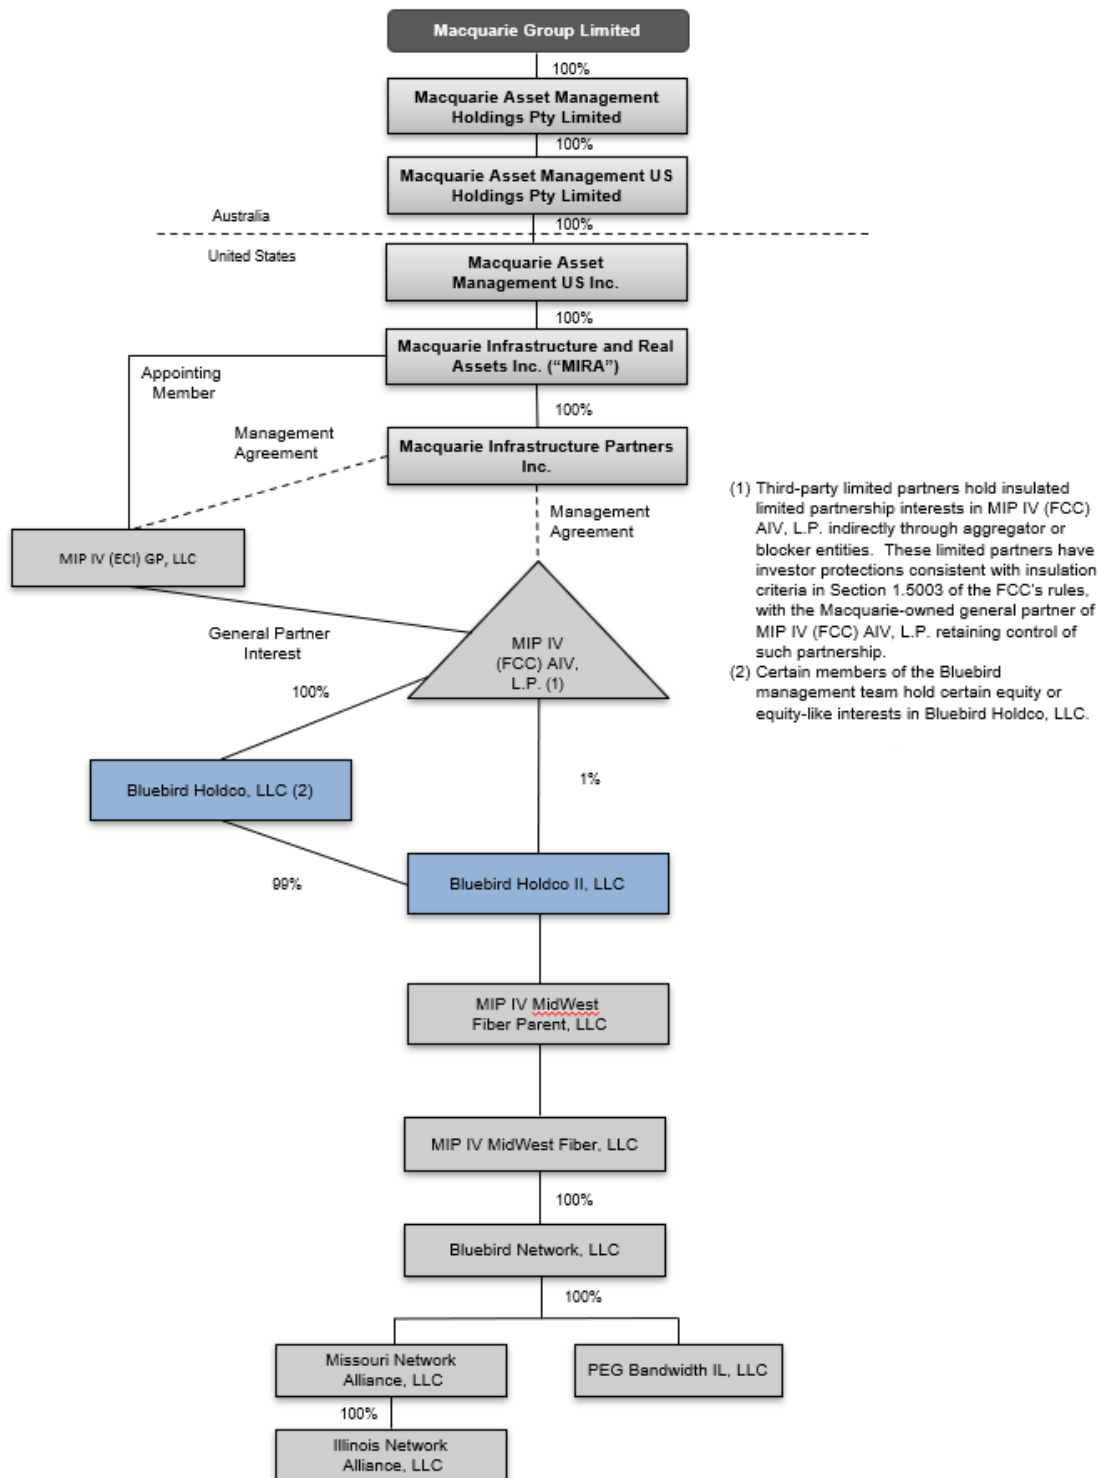 Macquarie Group Limited
100%
Macquarie Asset Management
Holdings Pty Limited
100%
Macquarie Asset Management US
Holdings Pty Limited
Australia
100%
United States
Macquarie Asset
Management US Inc.
100%
Macquarie Infrastructure and Real
Assets Inc. (“MIRA”)
Appointing
Member
100%
Management
Agreement
Macquarie Infrastructure Partners
Inc.
Management
Agreement
MIP IV (ECI) GP, LLC
General Partner
Interest
MIP IV
(FCC) AIV,
L.P. (1)
100%
(1) Third-party limited partners hold insulated
limited partnership interests in MIP IV (FCC)
AIV, L.P. indirectly through aggregator or
blocker entities.  These limited partners have
investor protections consistent with insulation
criteria in Section 1.5003 of the FCC's rules,
with the Macquarie-owned general partner of
MIP IV (FCC) AIV, L.P. retaining control of
such partnership.
(2) Certain members of the Bluebird
management team hold certain equity or
equity-like interests in Bluebird Holdco, LLC.
Bluebird Holdco, LLC (2)
1%
99%
Bluebird Holdco II, LLC
MIP IV MidWest
Fiber Parent, LLC
MIP IV MidWest Fiber, LLC
100%
Bluebird Network, LLC
100%
Missouri Network
Alliance, LLC
PEG Bandwidth IL, LLC
100%
Illinois Network
Alliance, LLC